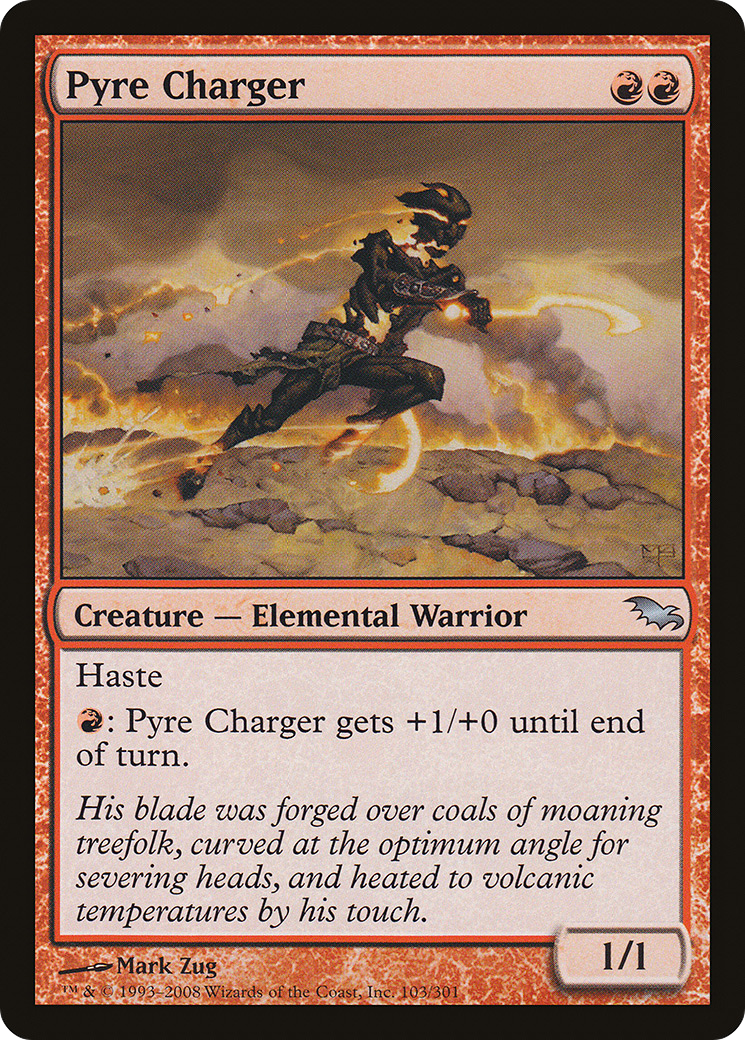 Pyre Charger
Creature — Elemental Warrior
Haste
: Pyre Charger gets +1/+0 until end
of turn.
His blade was forged over coals of moaning
treefolk, curved at the optimum angle for
severing heads, and heated to volcanic
temperatures by his touch.
1/1
Mark Zug
™ & © 1993–2008 Wizards of the Coast, Inc. 103/301